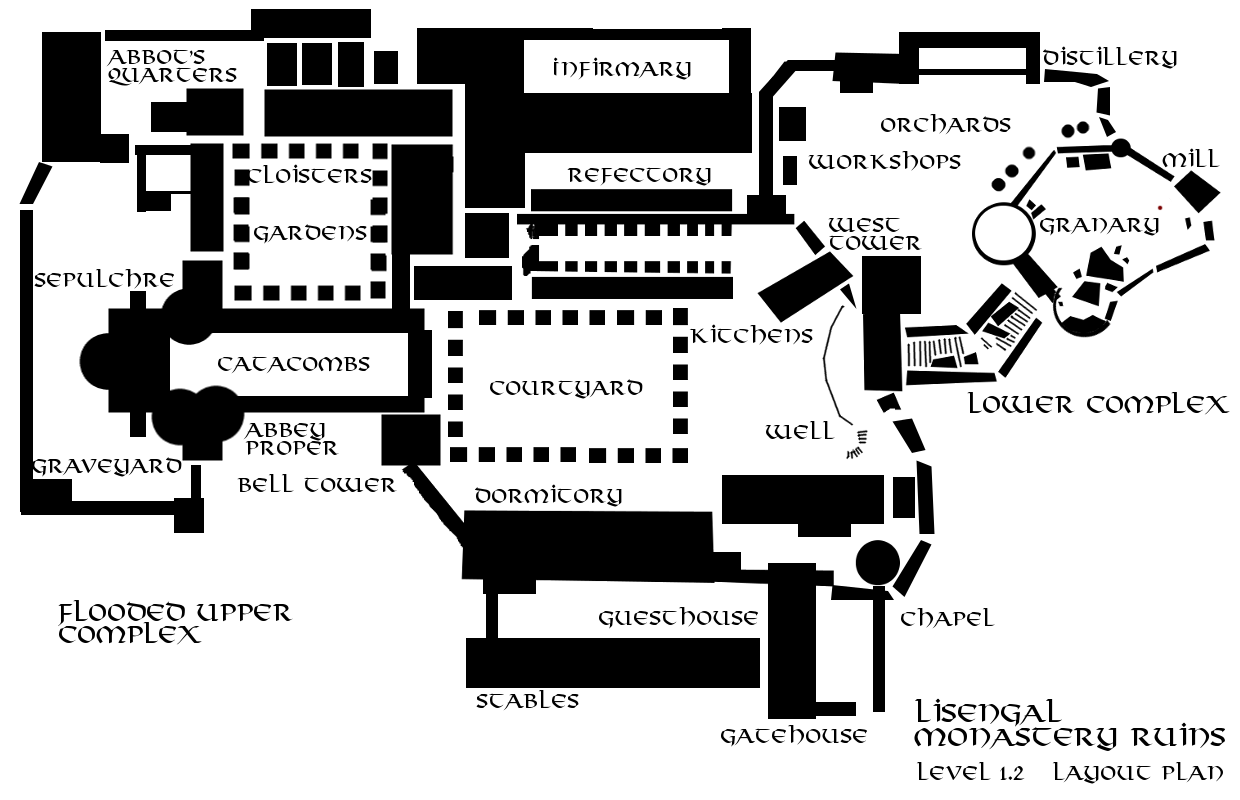 ABBOT'S
QUARTERS
INFIRMARY
DISTILLERY
ORCHARDS
WORKSHOPS
MILL
CLOISTERS
REFECTORY
GARDENS
WEST
TOWER
GRANARY
SEPULCHRE
KITCHENS
CATACOMBS
COURTYARD
LOWER COMPLEX
ABBEY
PROPER
WELL
GRAVEYARD
BELL TOWER
DORMITORY
FLOODED UPPER
COMPLEX
GUESTHOUSE
CHAPEL
STABLES
GATEHOUSE
LISENGAL
MONASTERY RUINS
LEVEL 1.2 LAYOUT PLAN